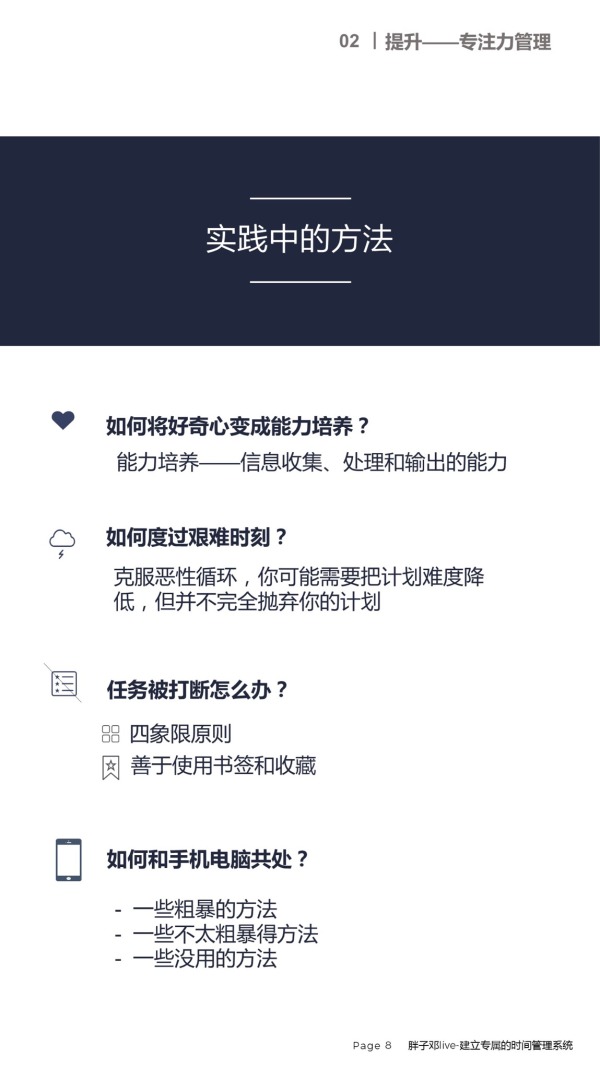 02 | 提升——专注力管理
实践中的方法
如何将好奇心变成能力培养？
能力培养——信息收集、处理和输出的能力
如何度过艰难时刻？
克服恶性循环，你可能需要把计划难度降
低，但并不完全抛弃你的计划
任务被打断怎么办？
四象限原则
善于使用书签和收藏
如何和手机电脑共处？
- 一些粗暴的方法
- 一些不太粗暴得方法
- 一些没用的方法
Page 8 胖子邓live-建立专属的时间管理系统